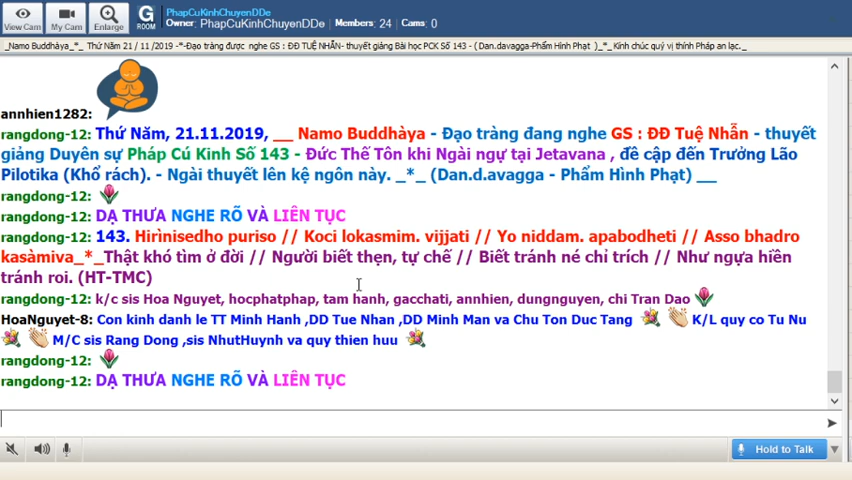 View Cam
My Cam
Enlarge
G
ROOM
PhapCuKinhChuyenDDe
Owner: PhapCuKinhChuyenDDe Members: 24 Cams: 0
_Namo Buddhàya_*_ Thứ Năm 21 / 11 /2019 -*-Đạo tràng được nghe GS : ĐĐ TUỆ NHẪN- thuyết giảng Bài học PCK Số 143 - ( Dan.davagga-Phẩm Hình Phạt )_*_Kính chúc quý vị thính Pháp an lạc._
annhien1282:
rangdong-12: Thứ Năm, 21.11.2019, __ Namo Buddhàya - Đạo tràng đang nghe GS : ĐĐ Tuệ Nhẫn - thuyết
giảng Duyên sự Pháp Cú Kinh Số 143 - Đức Thế Tôn khi Ngài ngự tại Jetavana , đề cập đến Trưởng Lão
Pilotika (Khổ rách). - Ngài thuyết lên kệ ngôn này. _*_ (Dan.d.avagga - Phẩm Hình Phạt) __
rangdong-12:
rangdong-12: DẠ THƯA NGHE RÕ VÀ LIÊN TỤC
rangdong-12: 143. Hirìnisedho puriso // Koci lokasmim. vijjati // Yo niddam. apabodheti // Asso bhadro
kasàmiva_*_Thật khó tìm ở đời // Người biết thẹn, tự chế // Biết tránh né chỉ trích // Như ngựa hiền
tránh roi. (HT-TMC)
rangdong-12: k/c sis Hoa Nguyet, hocphatphap, tam hanh, gacchati, annhien, dungnguyen, chi Tran Dao
HoaNguyet-8: Con kinh danh le TT Minh Hanh ,DD Tue Nhan ,DD Minh Man va Chu Ton Duc Tang K/L quy co Tu Nu
M/C sis Rang Dong ,sis NhutHuynh va quy thien huu
rangdong-12:
rangdong-12: DẠ THƯA NGHE RÕ VÀ LIÊN TỤC
Hold to Talk